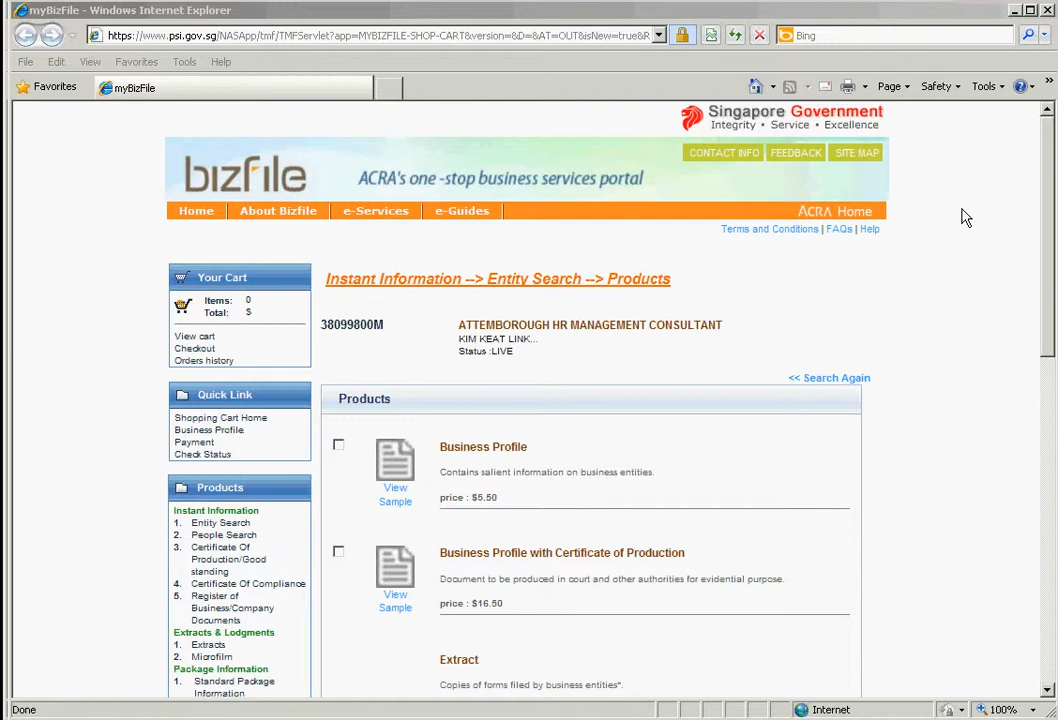 myBizFile - Windows Internet Explorer
https://www.psi.gov.sg/NASApp/tmf/TMFServlet?app=MYBIZFILE-SHOP-CART&version=&D=&AT=OUT&isNew=true&R
Bing
File Edit View Favorites Tools Help
Favorites
myBizFile
Page Safety Tools
Singapore Government
Integrity • Service • Excellence
CONTACT INFO FEEDBACK SITE MAP
bizfile
ACRA's one -stop business services portal
Home About Bizfile e-Services e-Guides
ACRA Home
Terms and Conditions | FAQs | Help
Your Cart
Items: 0
Total: S
View cart
Checkout
Orders history
Instant Information --> Entity Search --> Products
38099800M ATTEMBOROUGH HR MANAGEMENT CONSULTANT
KIM KEAT LINK...
Status :LIVE
<< Search Again
Quick Link
Shopping Cart Home
Business Profile
Payment
Check Status
Products
Instant Information
1. Entity Search
2. People Search
3. Certificate Of
Production/Good
standing
4. Certificate Of Compliance
5. Register of
Business/Company
Documents
Extracts & Lodgments
1. Extracts
2. Microfilm
Package Information
1. Standard Package
Information
Products
Business Profile
Contains salient information on business entities.
View
Sample
price : $5.50
Business Profile with Certificate of Production
Document to be produced in court and other authorities for evidential purpose.
View
Sample
price : $16.50
Extract
Copies of forms filed by business entities*.
Done
Internet
100%